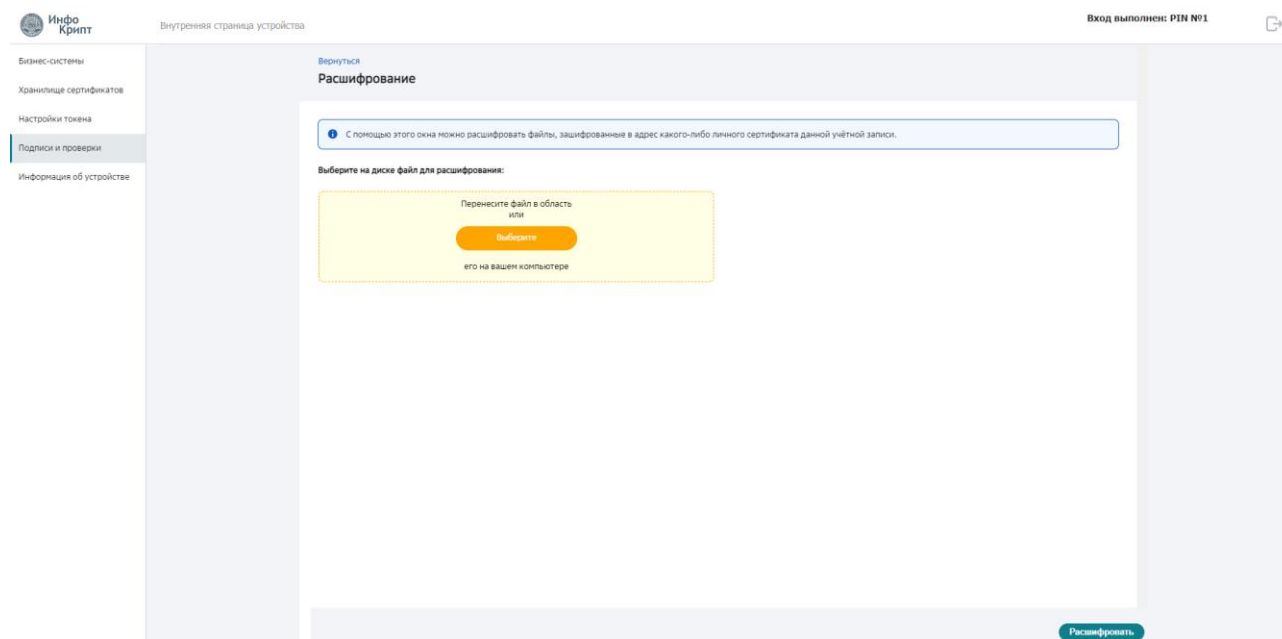 Инфо
Крипт
Внутренняя страница устройства
Вход выполнен: PIN №1
Бизнес-системы
Хранилище сертификатов
Настройки токена
Подписи и проверки
Информация об устройстве
Вернуться
Расшифрование
С помощью этого окна можно расшифровать файлы, зашифрованные в адрес какого-либо личного сертификата данной учётной записи.
Выберите на диске файл для расшифрования:
Перенесите файл в область
или
Выберите
его на вашем компьютере
Расшифровать